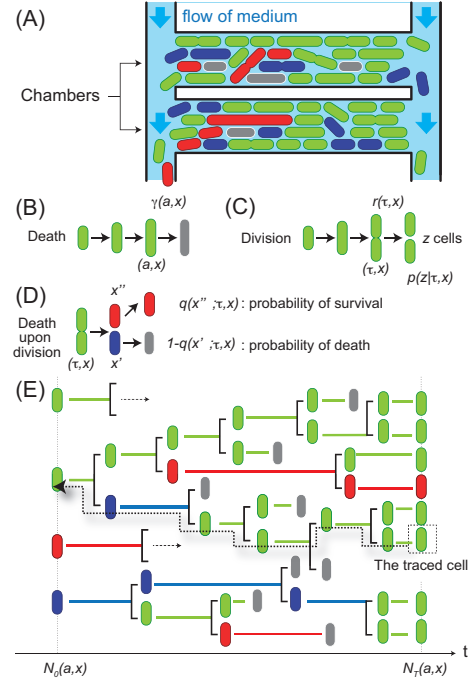 (A)
flow of medium
Chambers
(B)
γ(a,x)
Death
(a,x)
(C)
r(τ,x)
Division
z cells
(τ,x)
p(z|τ,x)
(D)
x''
q(x'' ;τ,x) : probability of survival
Death
upon
division
1-q(x' ;τ,x) : probability of death
(τ,x)
x'
(E)
The traced cell
t
N₀(a,x)
N_T(a,x)